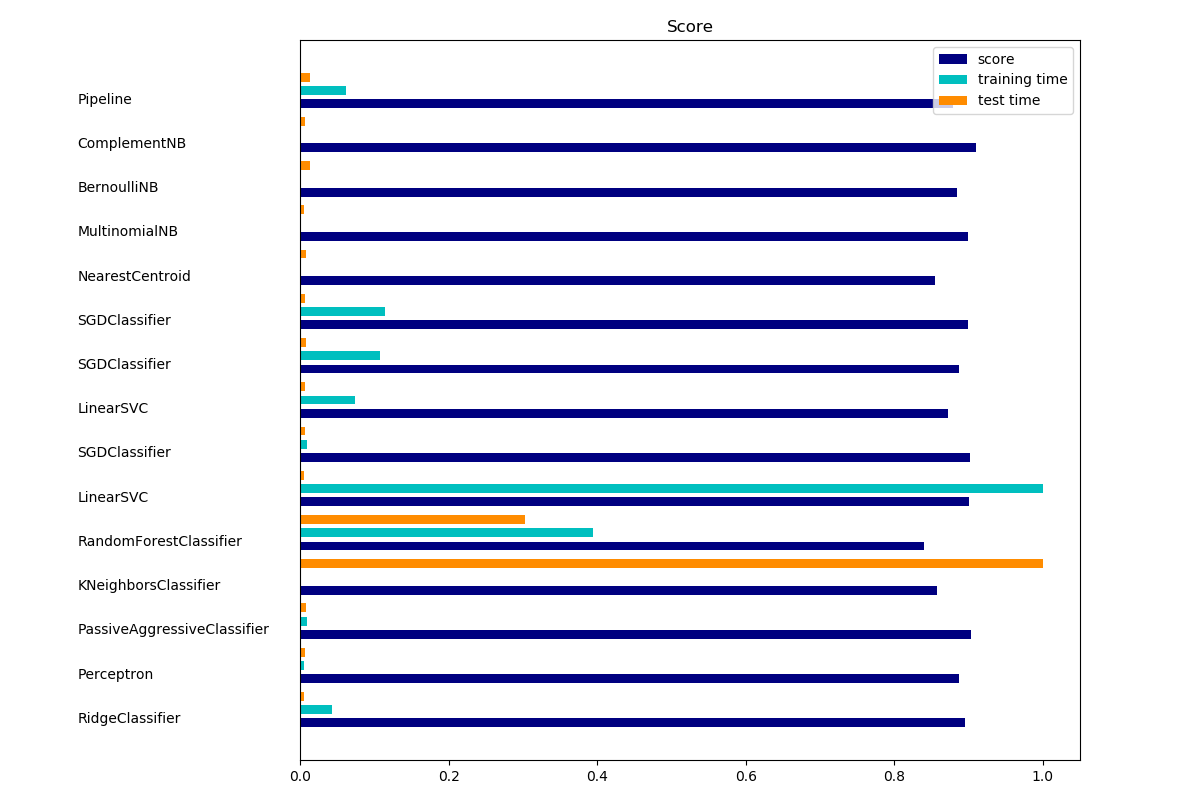 Score
score
training time
test time
Pipeline
ComplementNB
BernoulliNB
MultinomialNB
NearestCentroid
SGDClassifier
SGDClassifier
LinearSVC
SGDClassifier
LinearSVC
RandomForestClassifier
KNeighborsClassifier
PassiveAggressiveClassifier
Perceptron
RidgeClassifier
0.0 0.2 0.4 0.6 0.8 1.0